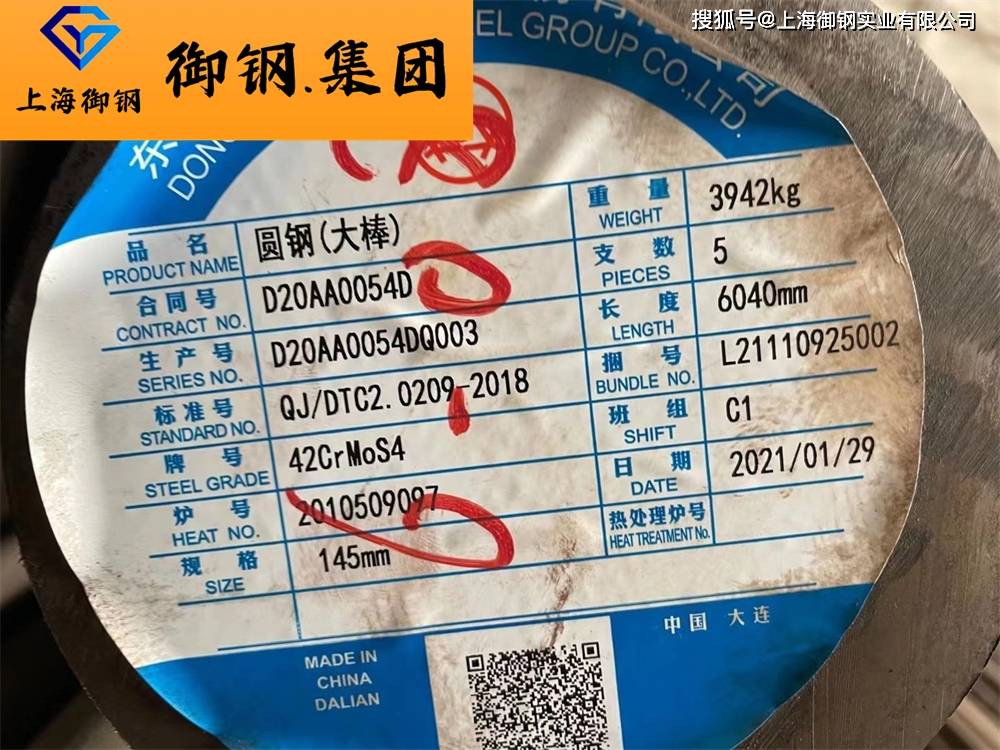 搜狐号@上海御钢实业有限公司
上海御钢
御钢.集团
EL GROUP CO.,LTD.
东
DONG
品 名 圆钢(大棒)
PRODUCT NAME
合同号 D20AA0054D
CONTRACT NO.
生产号 D20AA0054DQ003
SERIES NO.
标准号 QJ/DTC2.0209-2018
STANDARD NO.
牌 号 42CrMoS4
STEEL GRADE
炉 号 2010509097
HEAT NO.
规 格 145mm
SIZE
重 量 3942kg
WEIGHT
支 数 5
PIECES
长 度 6040mm
LENGTH
捆 号 L21110925002
BUNDLE NO.
班 组 C1
SHIFT
日 期 2021/01/29
DATE
热处理炉号
HEAT TREATMENT No.
中国 大连
MADE IN
CHINA
DALIAN